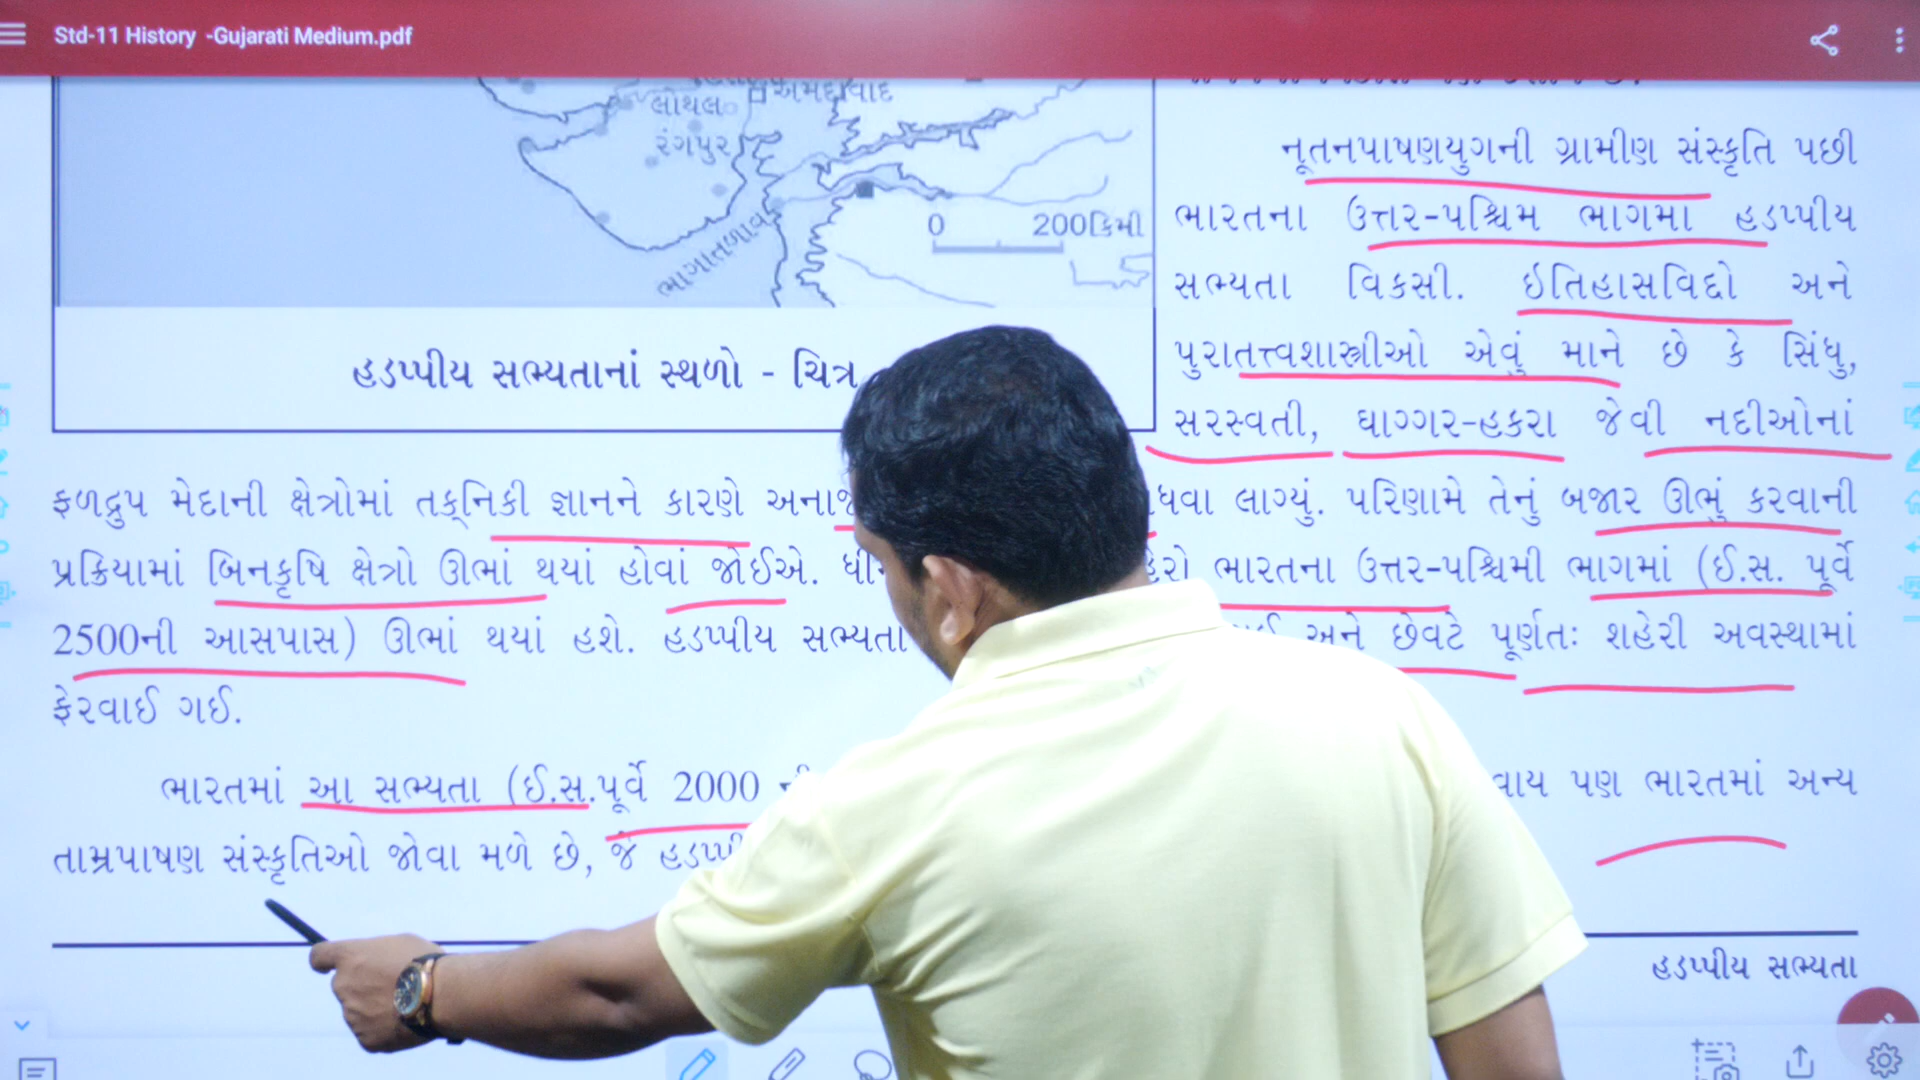 Std-11 History -Gujarati Medium.pdf
અમદાવાદ
લોથલ
રંગપુર
ભાગાતળાવ
0 200કિમી
હડપ્પીય સભ્યતાનાં સ્થળો - ચિત્ર
નૂતનપાષણયુગની ગ્રામીણ સંસ્કૃતિ પછી
ભારતના ઉત્તર-પશ્ચિમ ભાગમા હડપ્પીય
સભ્યતા વિકસી. ઇતિહાસવિદ્દો અને
પુરાતત્ત્વશાસ્ત્રીઓ એવું માને છે કે સિંધુ,
સરસ્વતી, ઘાગ્ગર-હકરા જેવી નદીઓનાં
ફળદ્રુપ મેદાની ક્ષેત્રોમાં તક્નિકી જ્ઞાનને કારણે લાગ્યું. પરિણામે તેનું બજાર ઊભું કરવાની
પ્રક્રિયામાં બિનકૃષિ ક્ષેત્રો ઊભાં થયાં હોવાં જોઈએ. ભારતના ઉત્તર-પશ્ચિમી ભાગમાં (ઈ.સ. પૂર્વે
2500ની આસપાસ) ઊભાં થયાં હશે. હડપ્પીય સભ્યતા અને છેવટે પૂર્ણતઃ શહેરી અવસ્થામાં
ફેરવાઈ ગઈ.
ભારતમાં આ સભ્યતા (ઈ.સ.પૂર્વે 2000 પણ ભારતમાં અન્ય
તામ્રપાષણ સંસ્કૃતિઓ જોવા મળે છે, જે
હડપ્પીય સભ્યતા